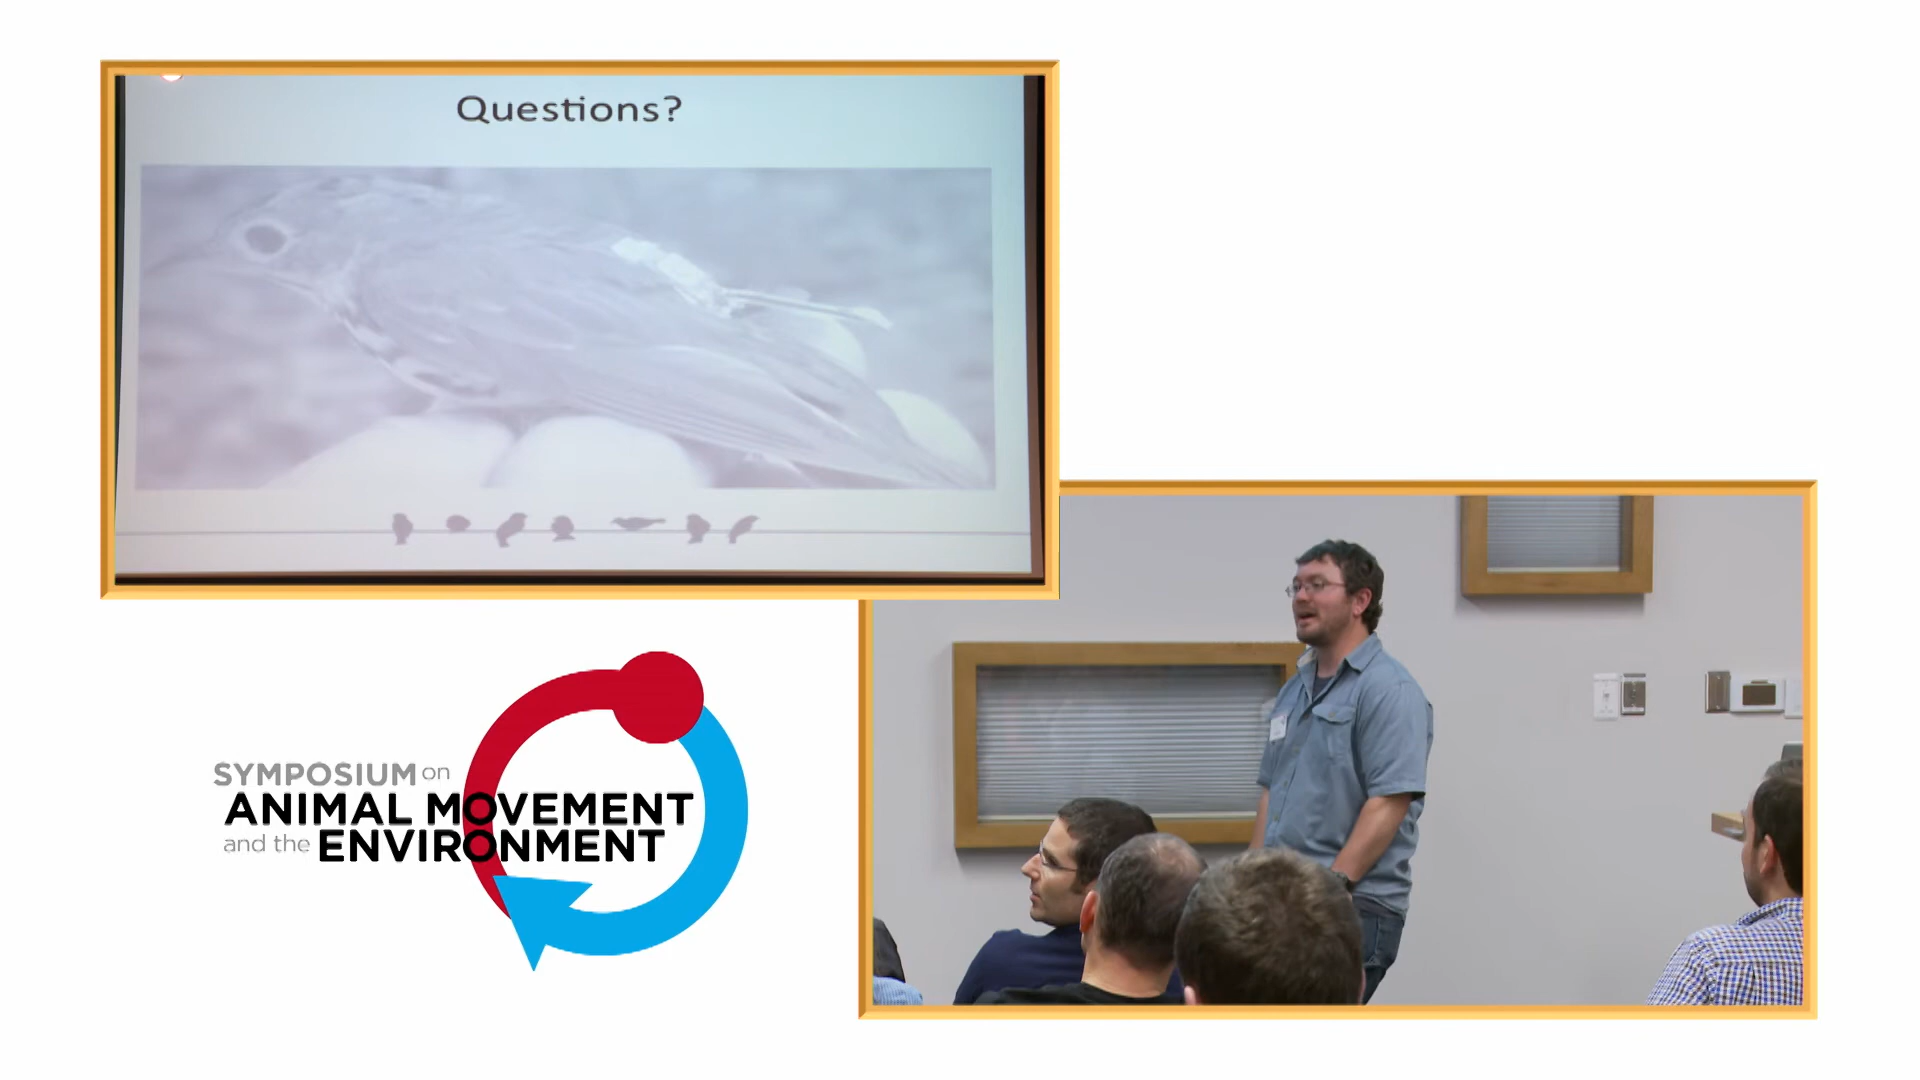 Questions?
SYMPOSIUM on
ANIMAL MOVEMENT
and the ENVIRONMENT